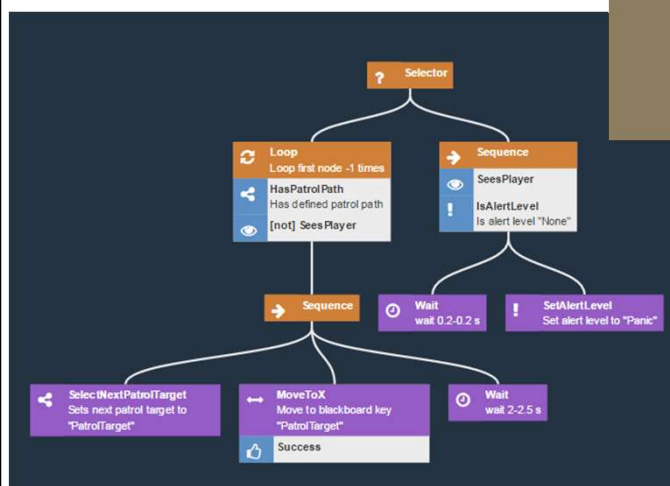 Selector
Loop
Loop first node -1 times
HasPatrolPath
Has defined patrol path
[not] SeesPlayer
Sequence
SeesPlayer
IsAlertLevel
Is alert level "None"
Sequence
Wait
wait 0.2-0.2 s
SetAlertLevel
Set alert level to "Panic"
SelectNextPatrolTarget
Sets next patrol target to
"PatrolTarget"
MoveToX
Move to blackboard key
"PatrolTarget"
Success
Wait
wait 2-2.5 s